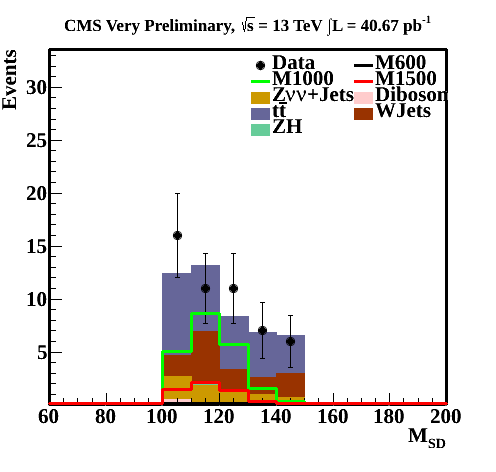 CMS Very Preliminary, √s = 13 TeV ∫L = 40.67 pb⁻¹
Events
Data M600
M1000 M1500
Zνν+Jets Diboson
tt̄ WJets
ZH
30
25
20
15
10
5
60 80 100 120 140 160 180 200
M_SD